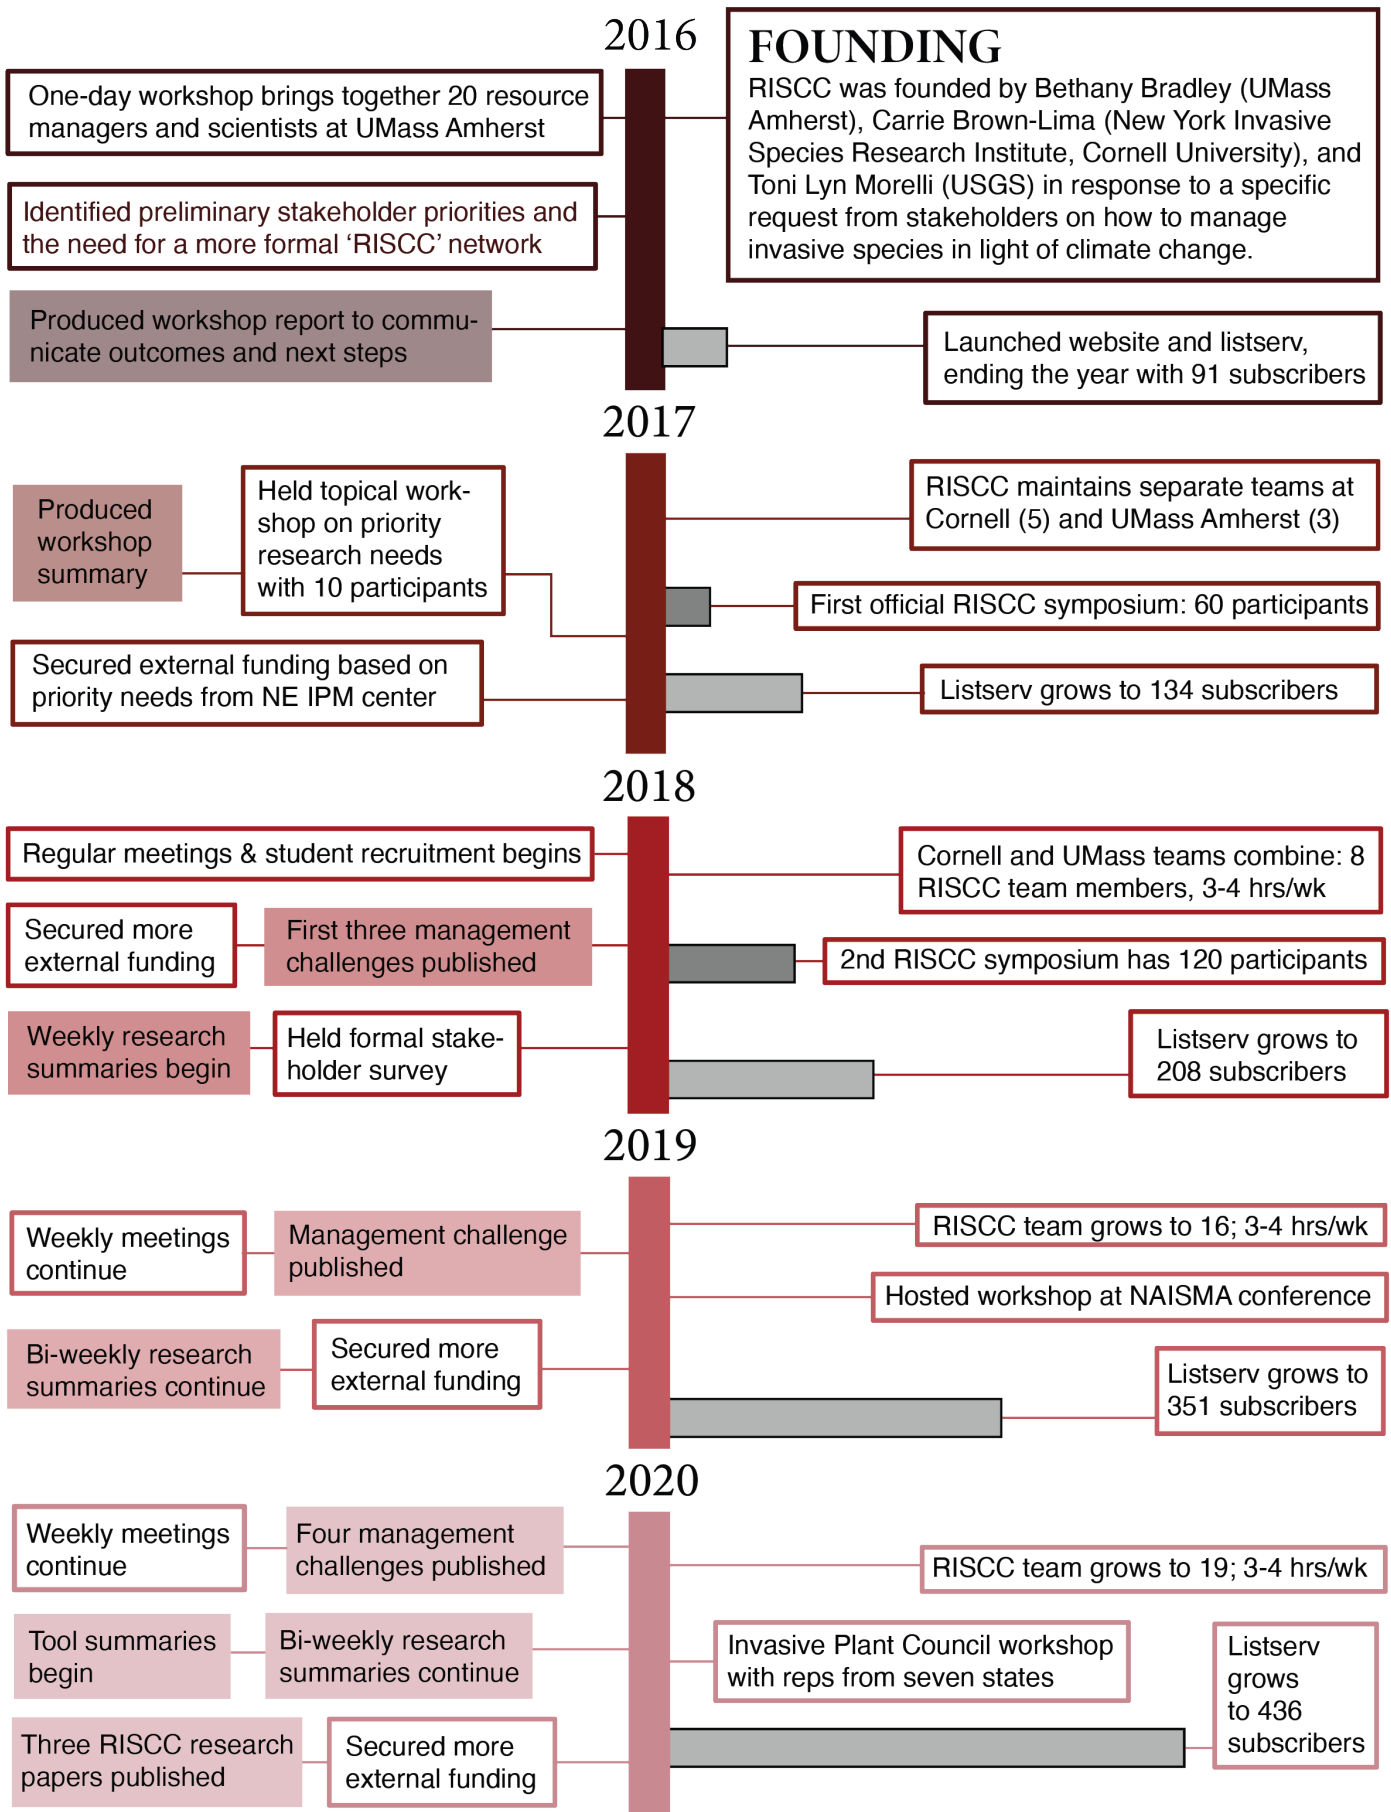 2016
FOUNDING
RISCC was founded by Bethany Bradley (UMass
Amherst), Carrie Brown-Lima (New York Invasive
Species Research Institute, Cornell University), and
Toni Lyn Morelli (USGS) in response to a specific
request from stakeholders on how to manage
invasive species in light of climate change.
One-day workshop brings together 20 resource
managers and scientists at UMass Amherst
Identified preliminary stakeholder priorities and
the need for a more formal ‘RISCC’ network
Produced workshop report to commu-
nicate outcomes and next steps
Launched website and listserv,
ending the year with 91 subscribers
2017
Produced
workshop
summary
Held topical work-
shop on priority
research needs
with 10 participants
RISCC maintains separate teams at
Cornell (5) and UMass Amherst (3)
First official RISCC symposium: 60 participants
Secured external funding based on
priority needs from NE IPM center
Listserv grows to 134 subscribers
2018
Regular meetings & student recruitment begins
Cornell and UMass teams combine: 8
RISCC team members, 3-4 hrs/wk
Secured more
external funding
First three management
challenges published
2nd RISCC symposium has 120 participants
Weekly research
summaries begin
Held formal stake-
holder survey
Listserv grows to
208 subscribers
2019
Weekly meetings
continue
Management challenge
published
RISCC team grows to 16; 3-4 hrs/wk
Hosted workshop at NAISMA conference
Bi-weekly research
summaries continue
Secured more
external funding
Listserv grows to
351 subscribers
2020
Weekly meetings
continue
Four management
challenges published
RISCC team grows to 19; 3-4 hrs/wk
Tool summaries
begin
Bi-weekly research
summaries continue
Invasive Plant Council workshop
with reps from seven states
Listserv
grows
to 436
subscribers
Three RISCC research
papers published
Secured more
external funding